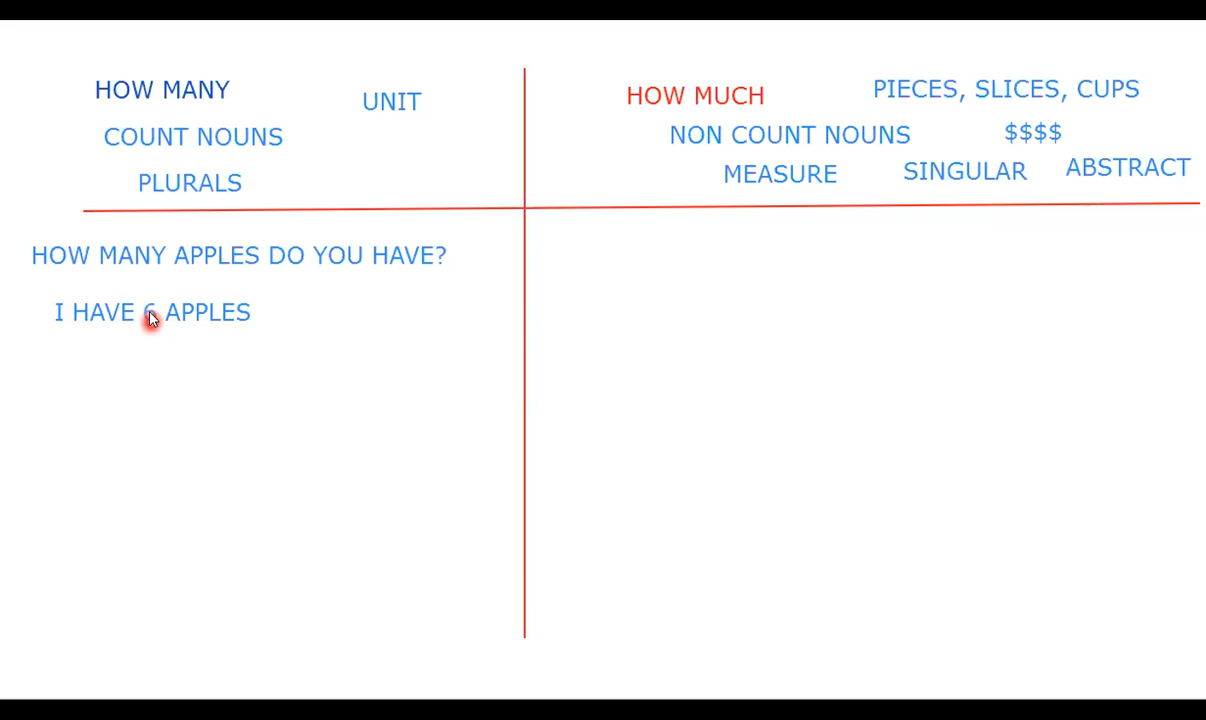 HOW MANY
UNIT
COUNT NOUNS
PLURALS
HOW MUCH
PIECES, SLICES, CUPS
NON COUNT NOUNS
$$$$
MEASURE
SINGULAR
ABSTRACT
HOW MANY APPLES DO YOU HAVE?
I HAVE 6 APPLES